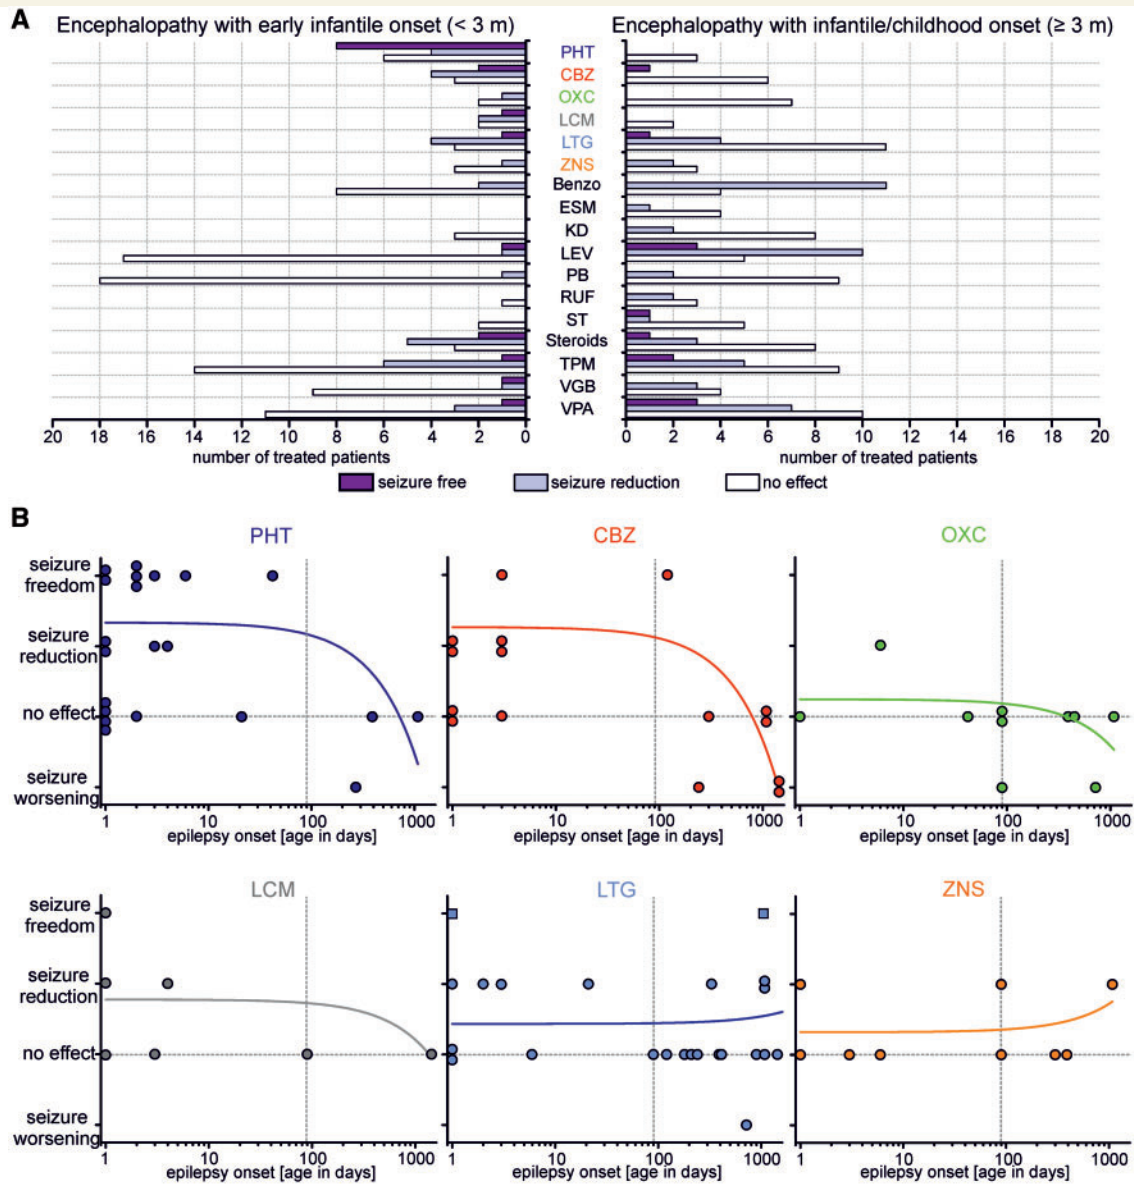 A
Encephalopathy with early infantile onset (< 3 m)
Encephalopathy with infantile/childhood onset (≥ 3 m)
PHT
CBZ
OXC
LCM
LTG
ZNS
Benzo
ESM
KD
LEV
PB
RUF
ST
Steroids
TPM
VGB
VPA
20 18 16 14 12 10 8 6 4 2 0
0 2 4 6 8 10 12 14 16 18 20
number of treated patients
number of treated patients
seizure free
seizure reduction
no effect
B
PHT
CBZ
OXC
seizure
freedom
seizure
reduction
no effect
seizure
worsening
1 10 100 1000
1 10 100 1000
1 10 100 1000
epilepsy onset [age in days]
epilepsy onset [age in days]
epilepsy onset [age in days]
LCM
LTG
ZNS
seizure
freedom
seizure
reduction
no effect
seizure
worsening
1 10 100 1000
1 10 100 1000
1 10 100 1000
epilepsy onset [age in days]
epilepsy onset [age in days]
epilepsy onset [age in days]